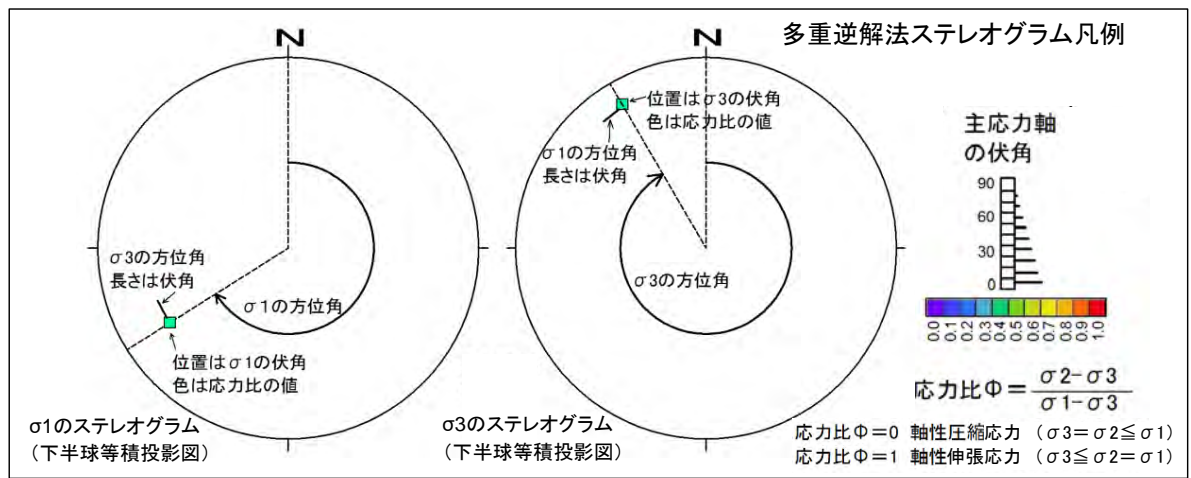 多重逆解法ステレオグラム凡例
N
σ3の方位角
長さは伏角
σ1の方位角
位置はσ1の伏角
色は応力比の値
σ1のステレオグラム
(下半球等積投影図)
N
位置はσ3の伏角
色は応力比の値
σ1の方位角
長さは伏角
σ3の方位角
σ3のステレオグラム
(下半球等積投影図)
主応力軸
の伏角
90
60
30
0
0.0 0.1 0.2 0.3 0.4 0.5 0.6 0.7 0.8 0.9 1.0
応力比Φ=σ2-σ3/σ1-σ3
応力比Φ=0 軸性圧縮応力 (σ3=σ2≦σ1)
応力比Φ=1 軸性伸張応力 (σ3≦σ2=σ1)